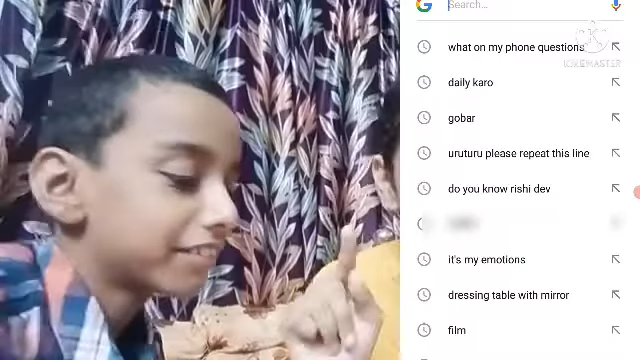 Search...
what on my phone questions
KINEMASTER
daily karo
gobar
uruturu please repeat this line
do you know rishi dev
it's my emotions
dressing table with mirror
film